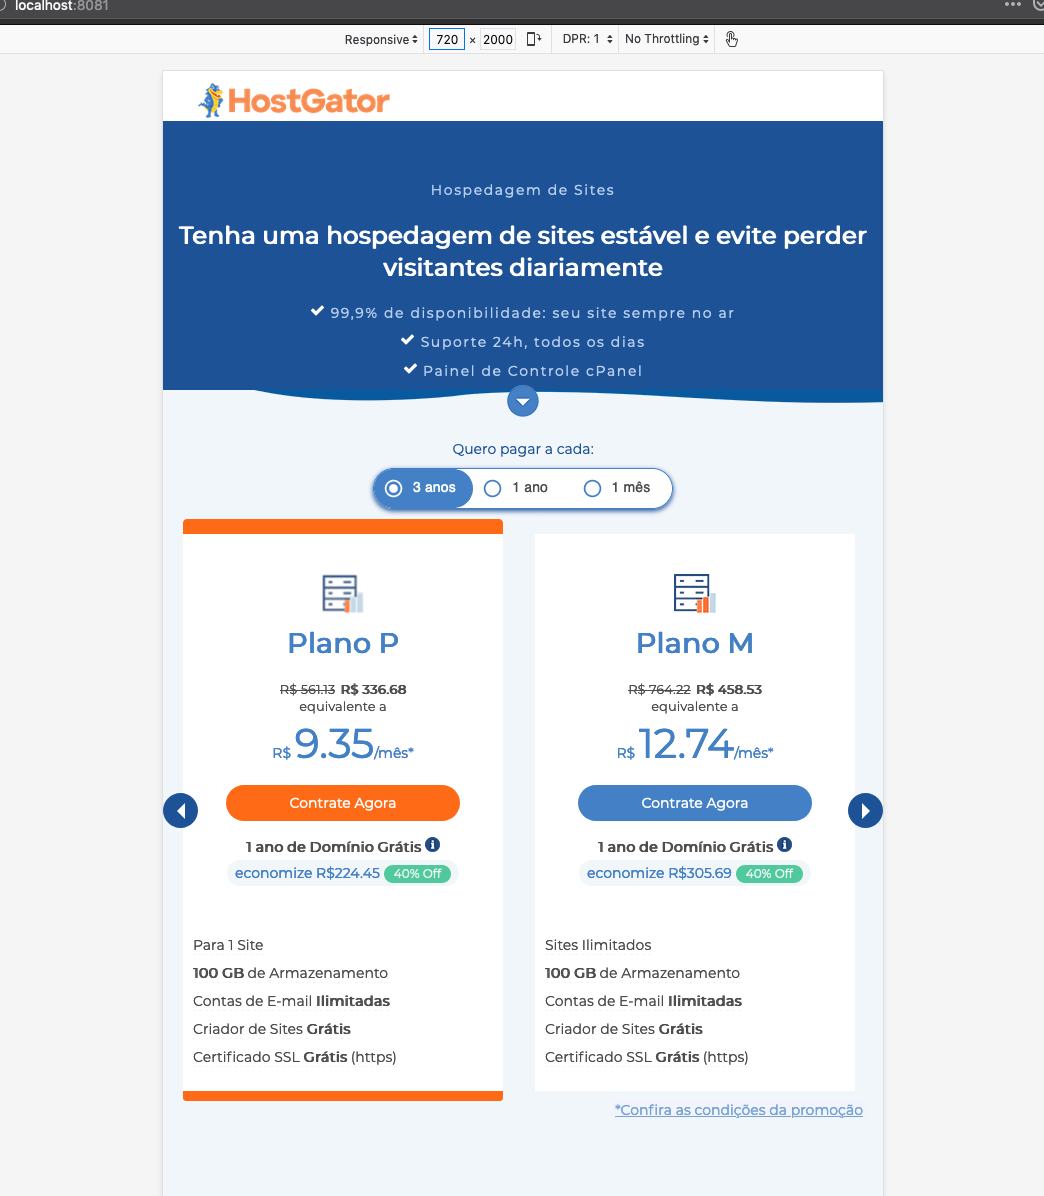 localhost:8081
Responsive 720 × 2000 DPR: 1 No Throttling
HostGator
Hospedagem de Sites
Tenha uma hospedagem de sites estável e evite perder
visitantes diariamente
99,9% de disponibilidade: seu site sempre no ar
Suporte 24h, todos os dias
Painel de Controle cPanel
Quero pagar a cada:
3 anos 1 ano 1 mês
Plano P
R$ 561.13 R$ 336.68
equivalente a
R$ 9.35/mês*
Contrate Agora
1 ano de Domínio Grátis
economize R$224.45 40% Off
Para 1 Site
100 GB de Armazenamento
Contas de E-mail Ilimitadas
Criador de Sites Grátis
Certificado SSL Grátis (https)
Plano M
R$ 764.22 R$ 458.53
equivalente a
R$ 12.74/mês*
Contrate Agora
1 ano de Domínio Grátis
economize R$305.69 40% Off
Sites Ilimitados
100 GB de Armazenamento
Contas de E-mail Ilimitadas
Criador de Sites Grátis
Certificado SSL Grátis (https)
*Confira as condições da promoção